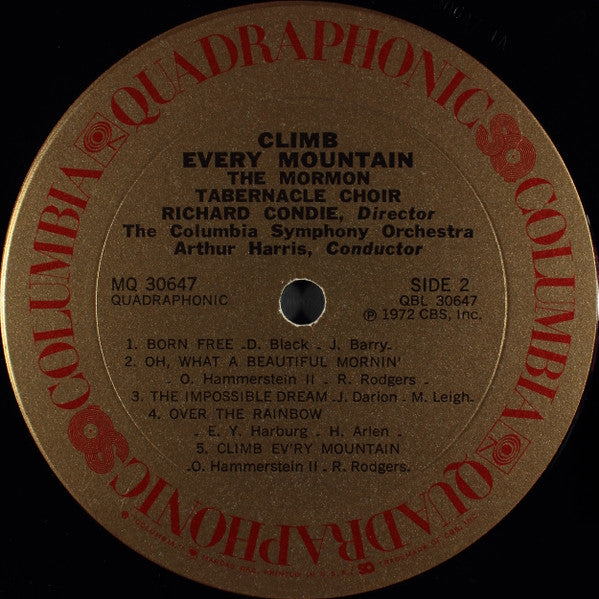 COLUMBIA QUADRAPHONIC SQ COLUMBIA
QUADRAPHONIC SQ
CLIMB
EVERY MOUNTAIN
THE MORMON
TABERNACLE CHOIR
RICHARD CONDIE, Director
The Columbia Symphony Orchestra
Arthur Harris, Conductor
MQ 30647
QUADRAPHONIC
SIDE 2
QBL 30647
Ⓟ 1972 CBS, Inc.
1. BORN FREE .D. Black . J. Barry.
2. OH, WHAT A BEAUTIFUL MORNIN'
. O. Hammerstein II . R. Rodgers .
3. THE IMPOSSIBLE DREAM .J. Darion . M. Leigh.
4. OVER THE RAINBOW
. E. Y. Harburg . H. Arlen .
5. CLIMB EV'RY MOUNTAIN
.O. Hammerstein II . R. Rodgers.